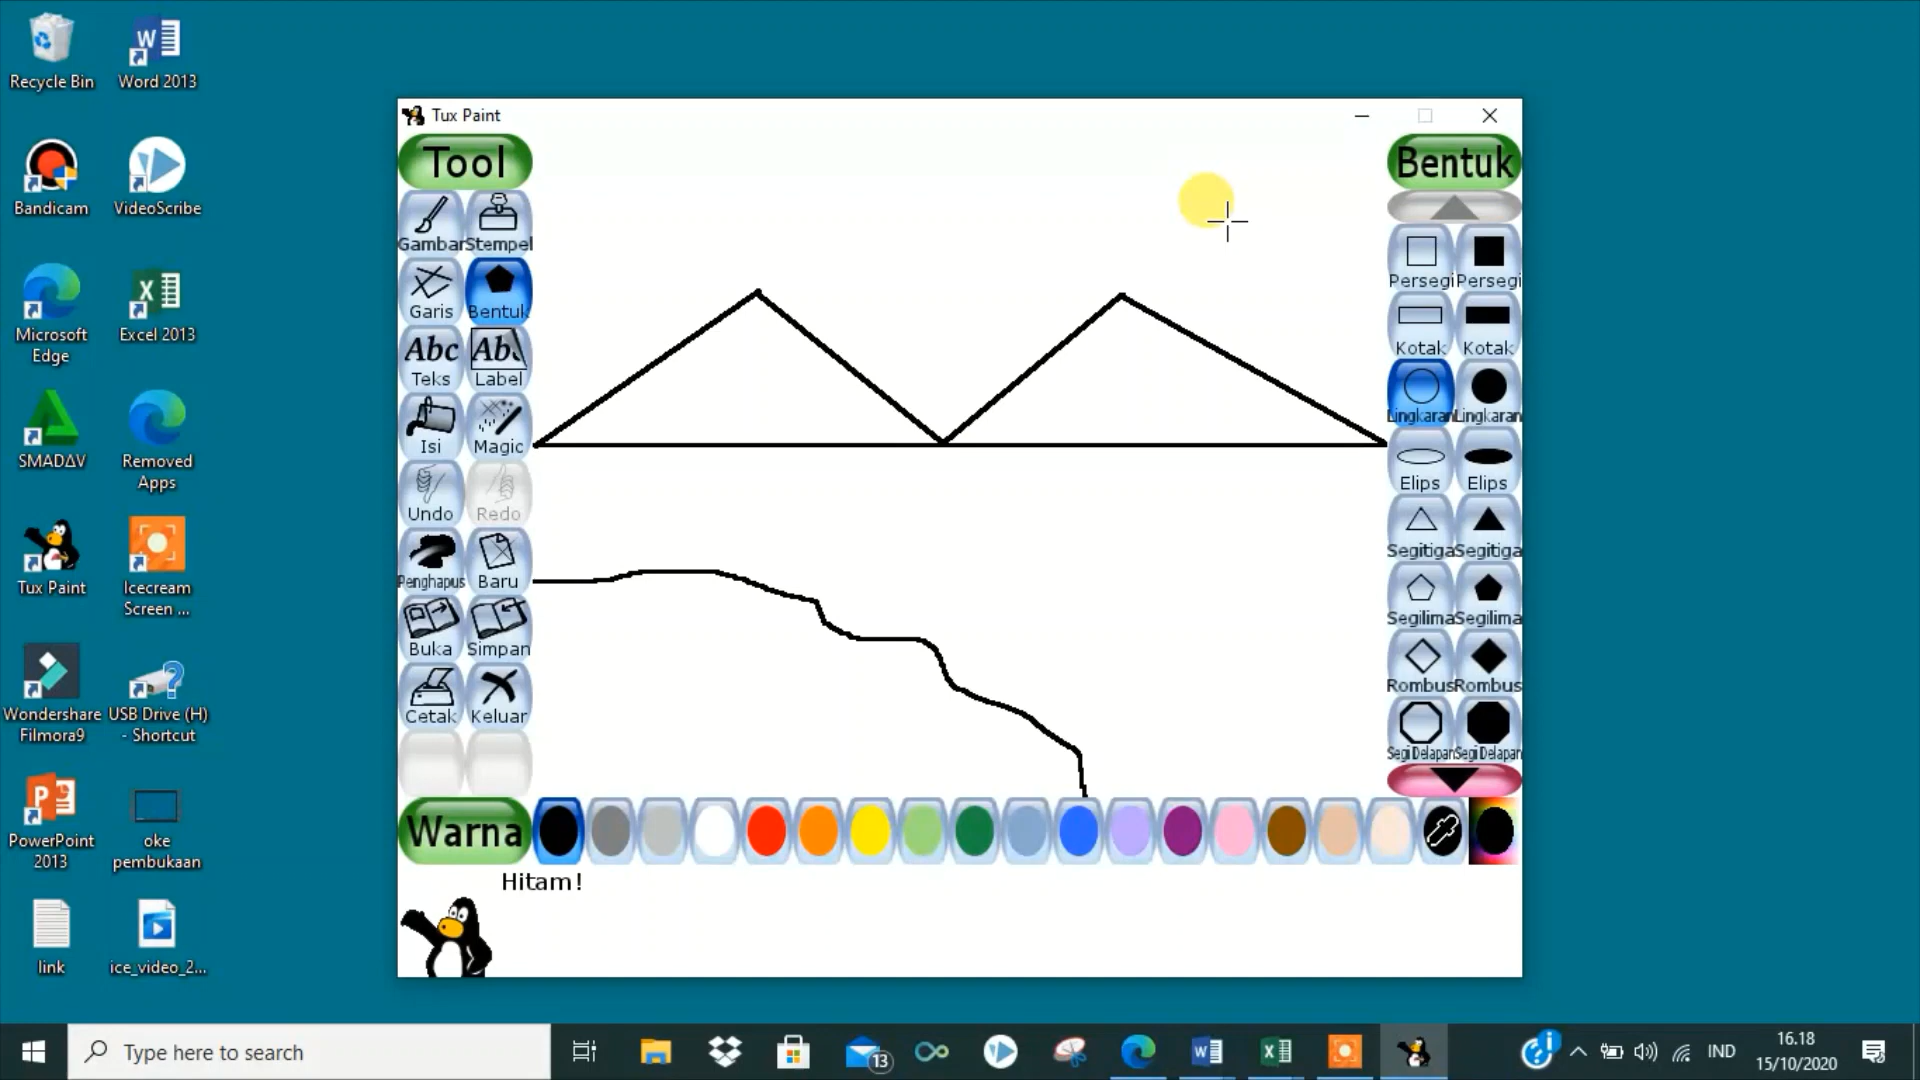 Recycle Bin
Word 2013
Bandicam
VideoScribe
Microsoft
Edge
Excel 2013
SMADΔV
Removed
Apps
Tux Paint
Icecream
Screen ...
Wondershare
Filmora9
USB Drive (H)
- Shortcut
PowerPoint
2013
oke
pembukaan
link
ice_video_2...
Tux Paint
Tool
Gambar
Stempel
Garis
Bentuk
Abc
Teks
Abc
Label
Isi
Magic
Undo
Redo
Penghapus
Baru
Buka
Simpan
Cetak
Keluar
Bentuk
Persegi
Persegi
Kotak
Kotak
Lingkaran
Lingkaran
Elips
Elips
Segitiga
Segitiga
Segilima
Segilima
Rombus
Rombus
Segi Delapan
Segi Delapan
Warna
Hitam!
Type here to search
13
IND
16.18
15/10/2020